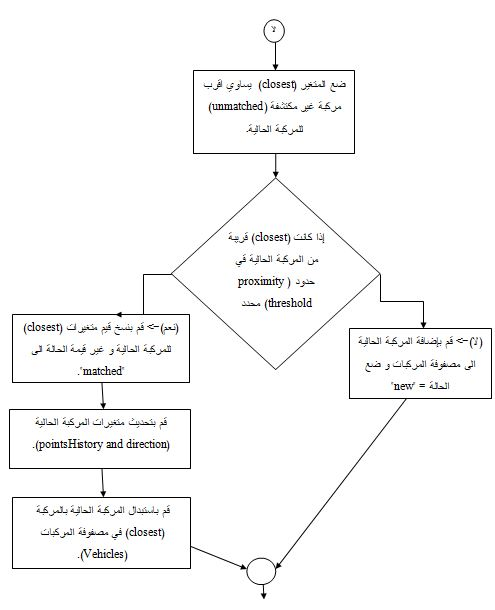 لا
ضع المتغير (closest) يساوي اقرب
مركبة غير مكتشفة (unmatched)
للمركبة الحالية.
إذا كانت (closest) قريبة
من المركبة الحالية في
حدود ( proximity
threshold) محدد
(نعم)–> قم بنسخ قيم متغيرات (closest)
للمركبة الحالية و غير قيمة الحالة الى
'matched'.
(لا)–> قم بإضافة المركبة الحالية
الى مصفوفة المركبات و ضع
الحالة = 'new'
قم بتحديث متغيرات المركبة الحالية
(pointsHistory and direction).
قم باستبدال المركبة الحالية بالمركبة
(closest) في مصفوفة المركبات
(Vehicles).